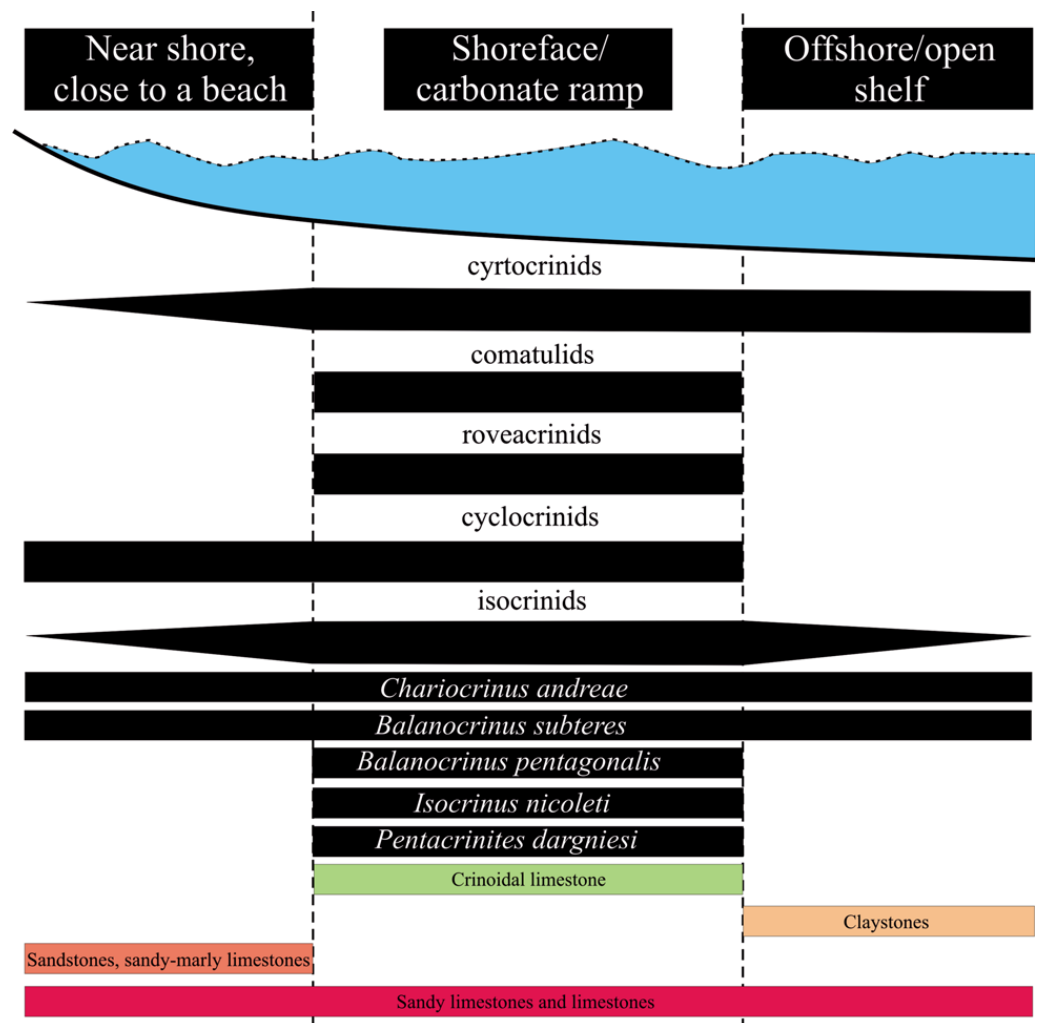 Near shore,
close to a beach
Shoreface/
carbonate ramp
Offshore/open
shelf
cyrtocrinids
comatulids
roveacrinids
cyclocrinids
isocrinids
Chariocrinus andreae
Balanocrinus subteres
Balanocrinus pentagonalis
Isocrinus nicoleti
Pentacrinites dargniesi
Crinoidal limestone
Claystones
Sandstones, sandy-marly limestones
Sandy limestones and limestones